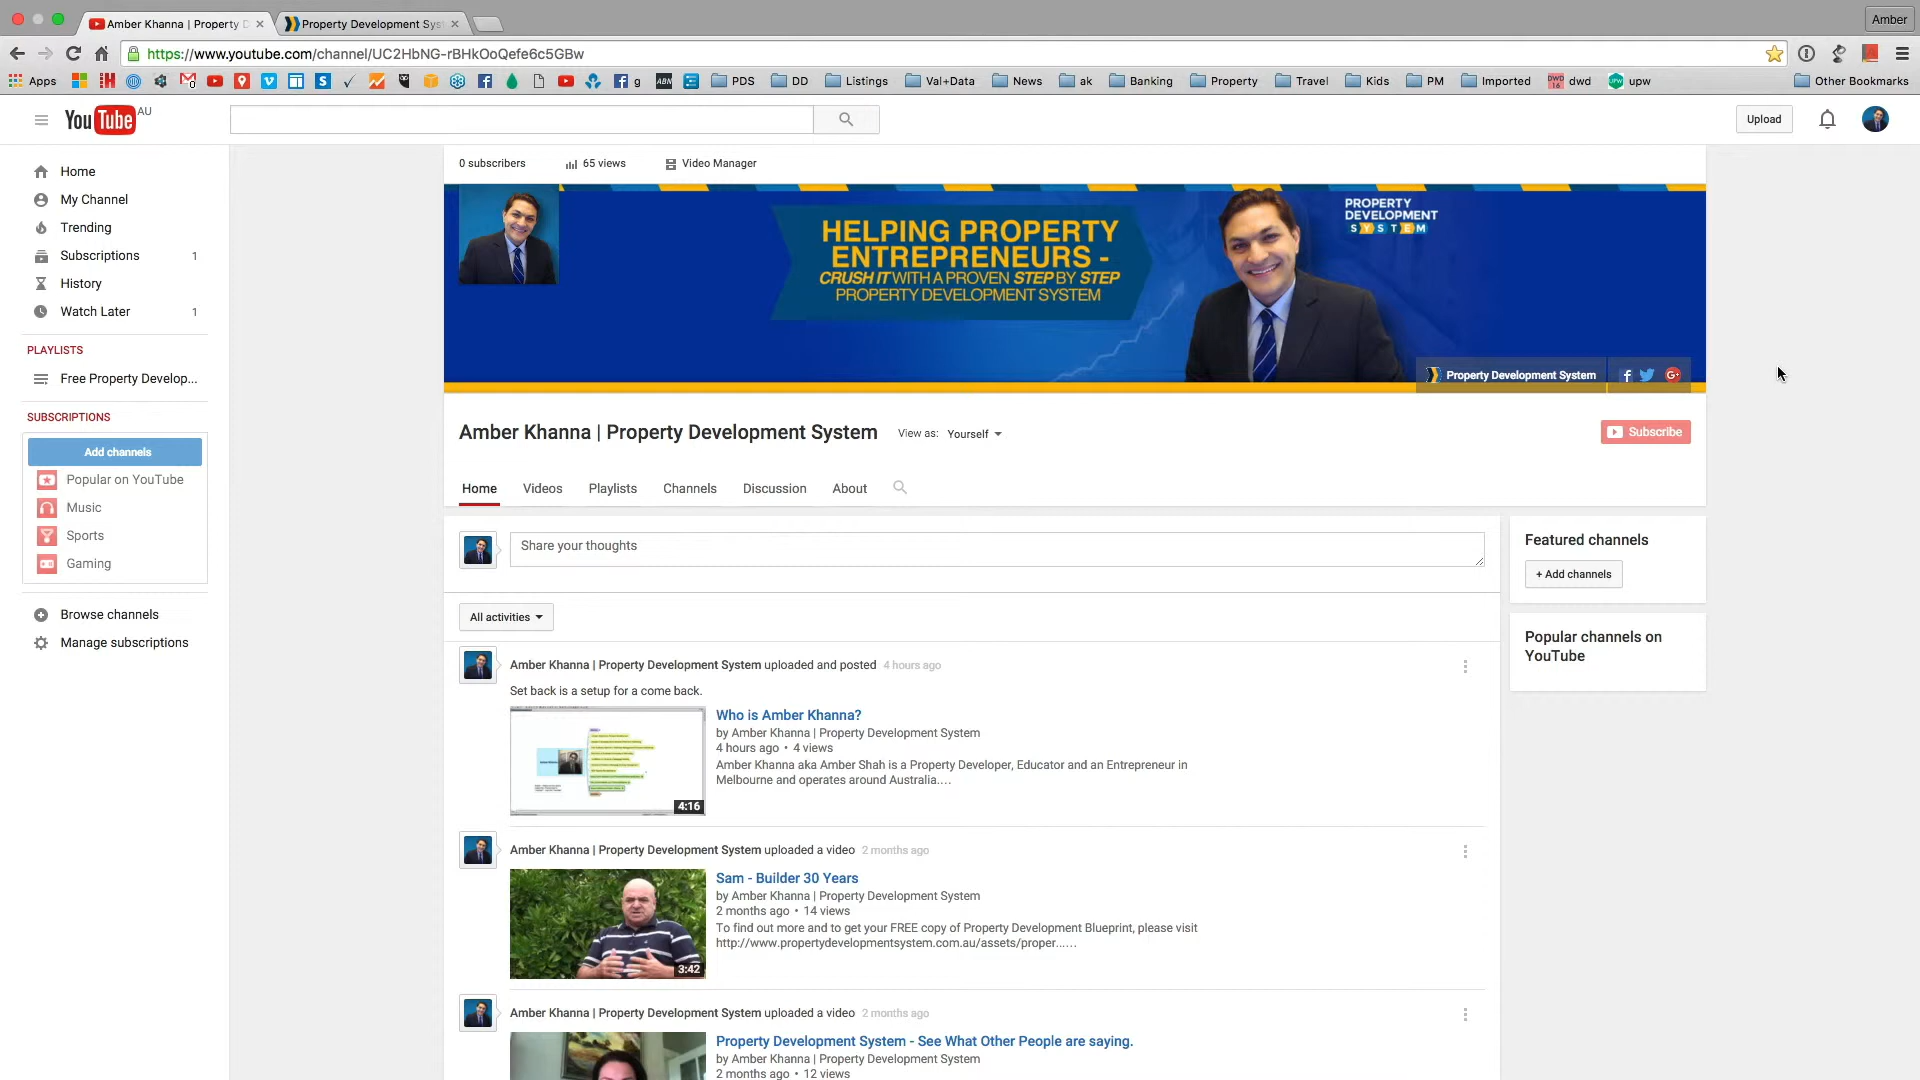 Amber Khanna | Property D
Property Development Sys
Amber
https://www.youtube.com/channel/UC2HbNG-rBHkOoQefe6c5GBw
Apps
PDS
DD
Listings
Val+Data
News
ak
Banking
Property
Travel
Kids
PM
Imported
dwd
upw
Other Bookmarks
YouTube AU
Upload
Home
My Channel
Trending
Subscriptions 1
History
Watch Later 1
PLAYLISTS
Free Property Develop...
SUBSCRIPTIONS
Add channels
Popular on YouTube
Music
Sports
Gaming
Browse channels
Manage subscriptions
0 subscribers
65 views
Video Manager
HELPING PROPERTY
ENTREPRENEURS -
CRUSH IT WITH A PROVEN STEP BY STEP
PROPERTY DEVELOPMENT SYSTEM
PROPERTY
DEVELOPMENT
SYSTEM
Property Development System
Amber Khanna | Property Development System
View as: Yourself
Subscribe
Home
Videos
Playlists
Channels
Discussion
About
Share your thoughts
All activities
Amber Khanna | Property Development System uploaded and posted 4 hours ago
Set back is a setup for a come back.
4:16
Who is Amber Khanna?
by Amber Khanna | Property Development System
4 hours ago • 4 views
Amber Khanna aka Amber Shah is a Property Developer, Educator and an Entrepreneur in
Melbourne and operates around Australia....
Amber Khanna | Property Development System uploaded a video 2 months ago
3:42
Sam - Builder 30 Years
by Amber Khanna | Property Development System
2 months ago • 14 views
To find out more and to get your FREE copy of Property Development Blueprint, please visit
http://www.propertydevelopmentsystem.com.au/assets/proper......
Amber Khanna | Property Development System uploaded a video 2 months ago
Property Development System - See What Other People are saying.
by Amber Khanna | Property Development System
2 months ago • 12 views
Featured channels
+ Add channels
Popular channels on
YouTube